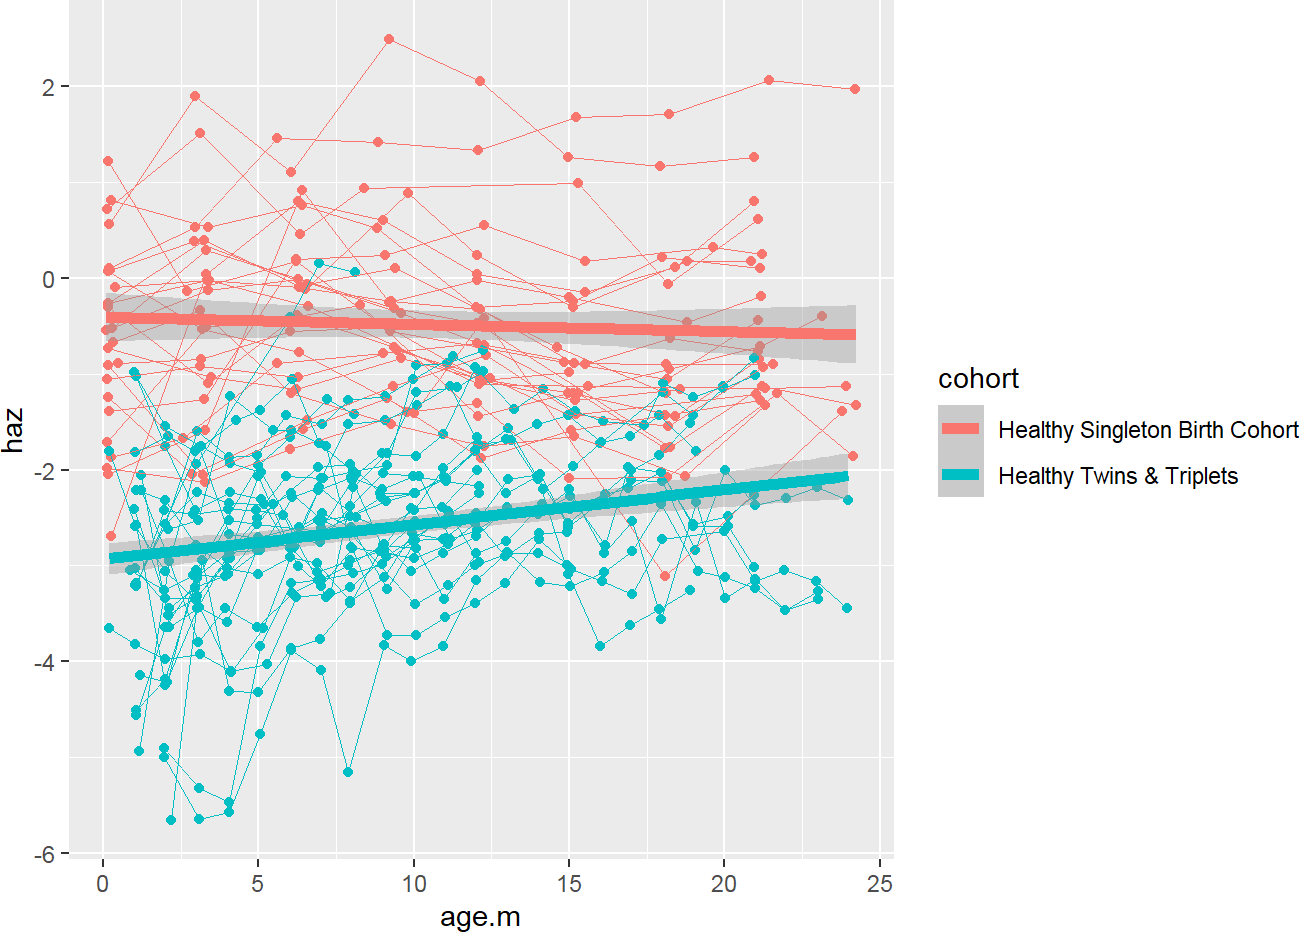 haz
2
0
-2
-4
-6
0 5 10 15 20 25
age.m
cohort
Healthy Singleton Birth Cohort
Healthy Twins & Triplets